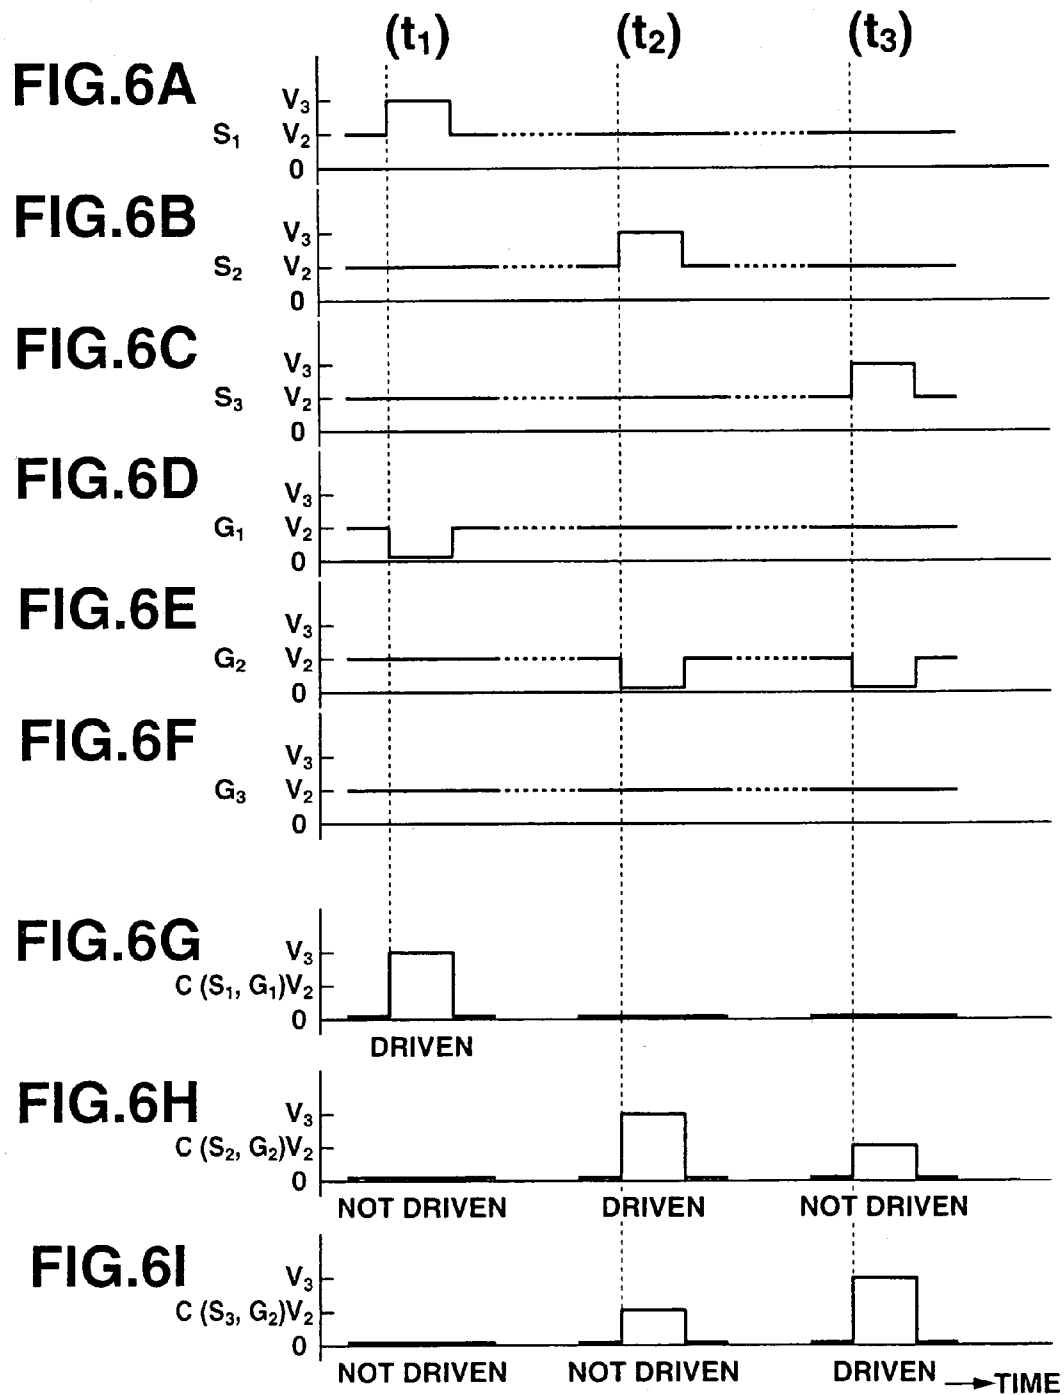 (t₁) (t₂) (t₃)
FIG.6A
V₃
S₁ V₂
0
FIG.6B
V₃
S₂ V₂
0
FIG.6C
V₃
S₃ V₂
0
FIG.6D
V₃
G₁ V₂
0
FIG.6E
V₃
G₂ V₂
0
FIG.6F
V₃
G₃ V₂
0
FIG.6G
V₃
C (S₁, G₁)V₂
0
DRIVEN
FIG.6H
V₃
C (S₂, G₂)V₂
0
NOT DRIVEN DRIVEN NOT DRIVEN
FIG.6I
V₃
C (S₃, G₂)V₂
0
NOT DRIVEN NOT DRIVEN DRIVEN → TIME